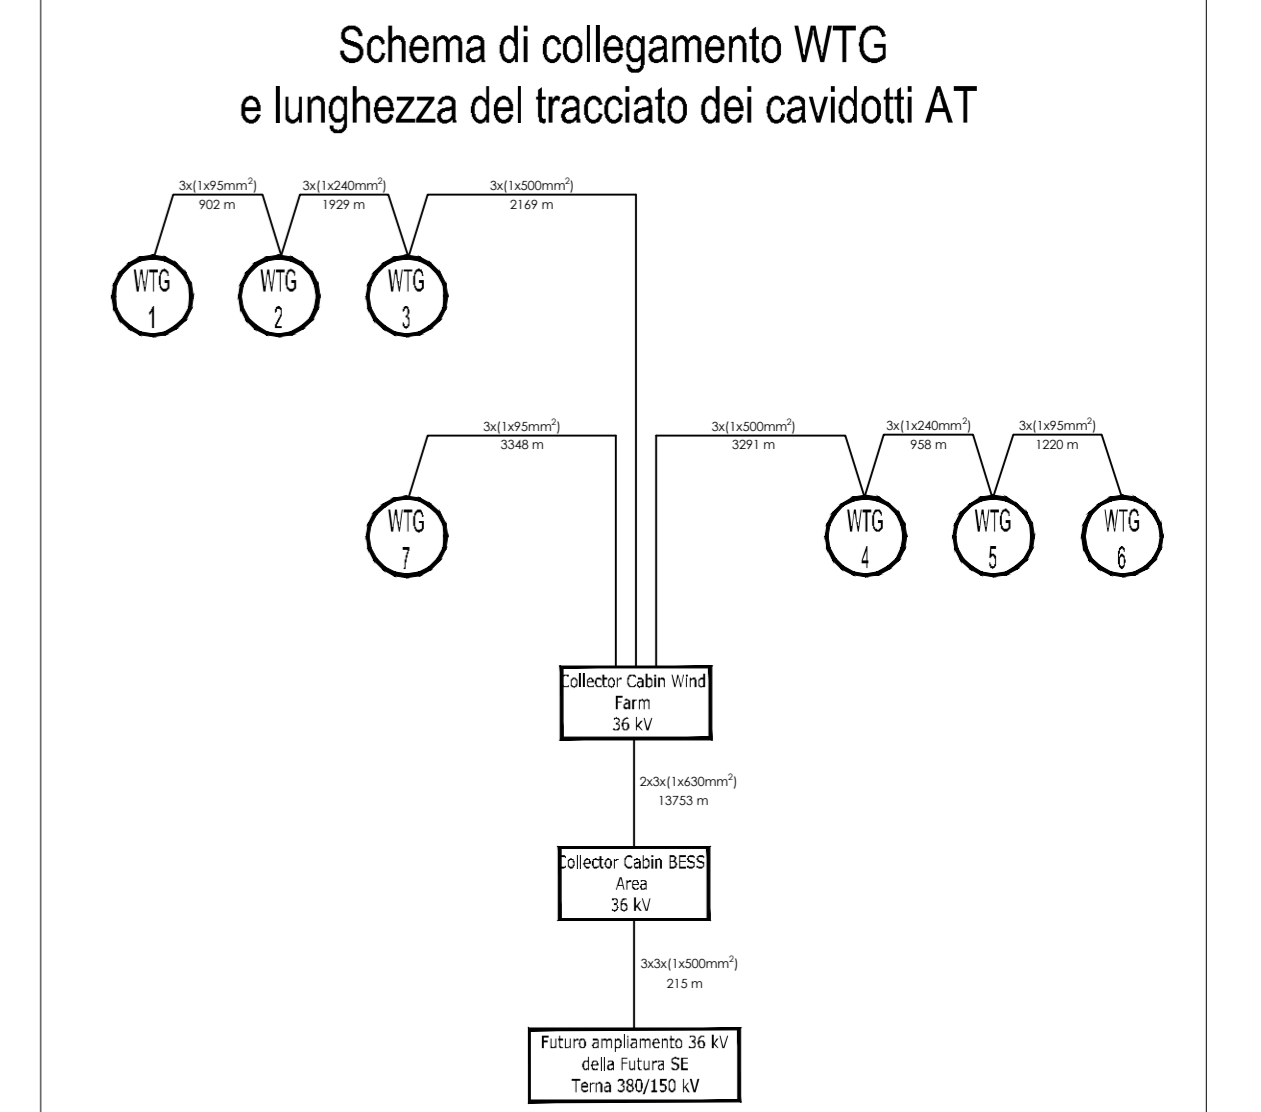 Schema di collegamento WTG
e lunghezza del tracciato dei cavidotti AT
3x(1x95mm²)
902 m
3x(1x240mm²)
1929 m
3x(1x500mm²)
2169 m
WTG
1
WTG
2
WTG
3
3x(1x95mm²)
3348 m
3x(1x500mm²)
3291 m
3x(1x240mm²)
958 m
3x(1x95mm²)
1220 m
WTG
7
WTG
4
WTG
5
WTG
6
Collector Cabin Wind
Farm
36 kV
2x3x(1x630mm²)
13753 m
Collector Cabin BESS
Area
36 kV
3x3x(1x500mm²)
215 m
Futuro ampliamento 36 kV
della Futura SE
Terna 380/150 kV